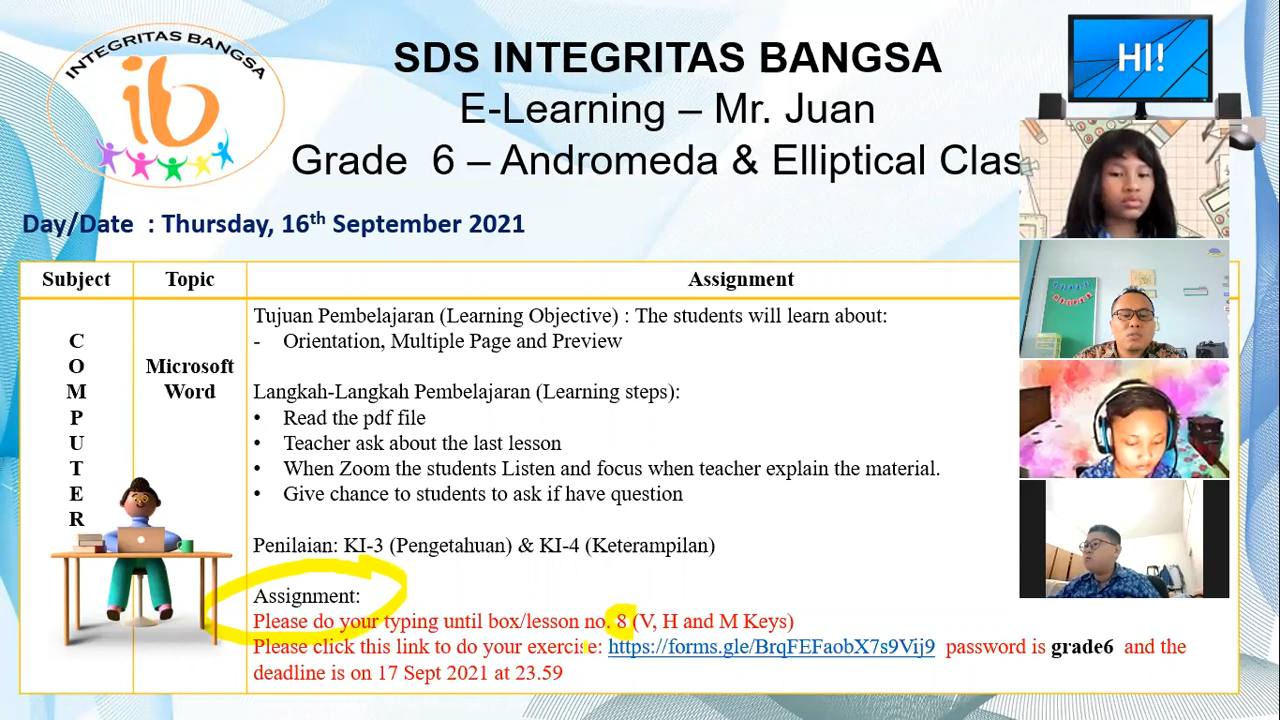 INTEGRITAS BANGSA
ib
SDS INTEGRITAS BANGSA
E-Learning – Mr. Juan
Grade 6 – Andromeda & Elliptical Clas
HI!
Day/Date : Thursday, 16th September 2021
Subject Topic Assignment
COMPUTER
Microsoft
Word
Tujuan Pembelajaran (Learning Objective) : The students will learn about:
- Orientation, Multiple Page and Preview
Langkah-Langkah Pembelajaran (Learning steps):
• Read the pdf file
• Teacher ask about the last lesson
• When Zoom the students Listen and focus when teacher explain the material.
• Give chance to students to ask if have question
Penilaian: KI-3 (Pengetahuan) & KI-4 (Keterampilan)
Assignment:
Please do your typing until box/lesson no. 8 (V, H and M Keys)
Please click this link to do your exercise: https://forms.gle/BrqFEFaobX7s9Vij9 password is grade6 and the
deadline is on 17 Sept 2021 at 23.59